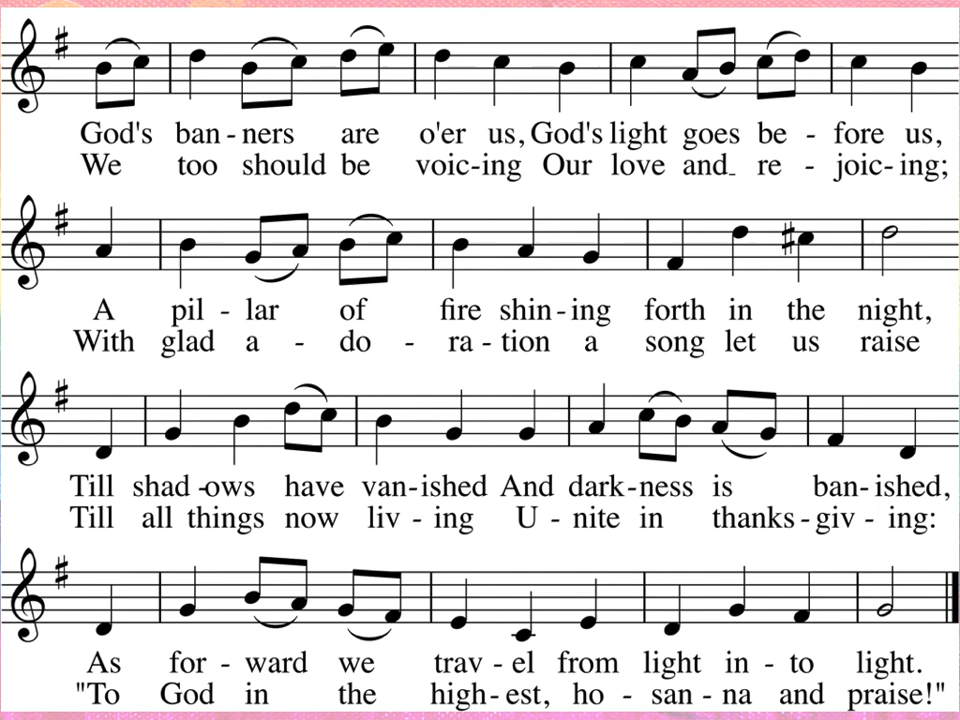 God's ban - ners are o'er us, God's light goes be - fore us,
We too should be voic - ing Our love and_ re - joic - ing;
A pil - lar of fire shin - ing forth in the night,
With glad a - do - ra - tion a song let us raise
Till shad - ows have van - ished And dark - ness is ban - ished,
Till all things now liv - ing U - nite in thanks - giv - ing:
As for - ward we trav - el from light in - to light.
"To God in the high - est, ho - san - na and praise!"